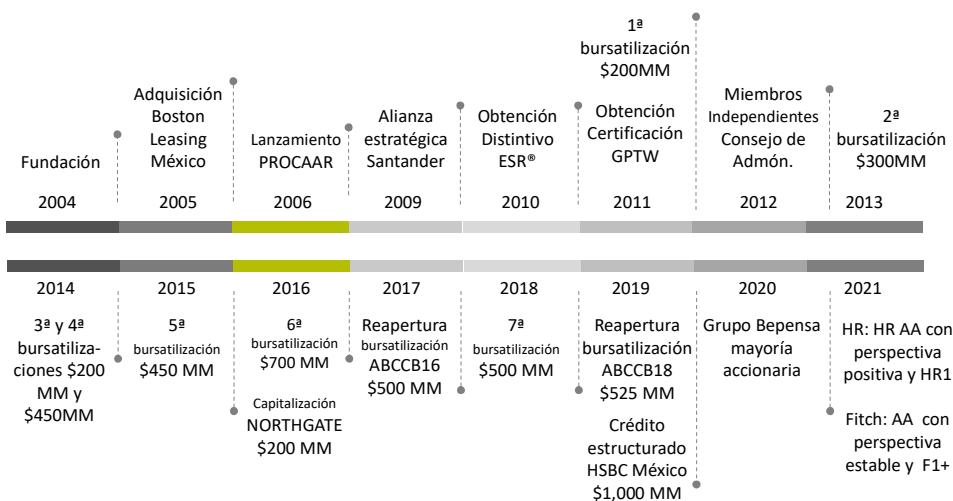 Fundación
2004
Adquisición
Boston
Leasing
México
2005
Lanzamiento
PROCAAR
2006
Alianza
estratégica
Santander
2009
Obtención
Distintivo
ESR®
2010
1ª
bursatilización
$200MM
Obtención
Certificación
GPTW
2011
Miembros
Independientes
Consejo de
Admón.
2012
2ª
bursatilización
$300MM
2013
2014
3ª y 4ª
bursatiliza-
ciones $200
MM y
$450MM
2015
5ª
bursatilización
$450 MM
2016
6ª
bursatilización
$700 MM
Capitalización
NORTHGATE
$200 MM
2017
Reapertura
bursatilización
ABCCB16
$500 MM
2018
7ª
bursatilización
$500 MM
2019
Reapertura
bursatilización
ABCCB18
$525 MM
Crédito
estructurado
HSBC México
$1,000 MM
2020
Grupo Bepensa
mayoría
accionaria
2021
HR: HR AA con
perspectiva
positiva y HR1
Fitch: AA con
perspectiva
estable y F1+